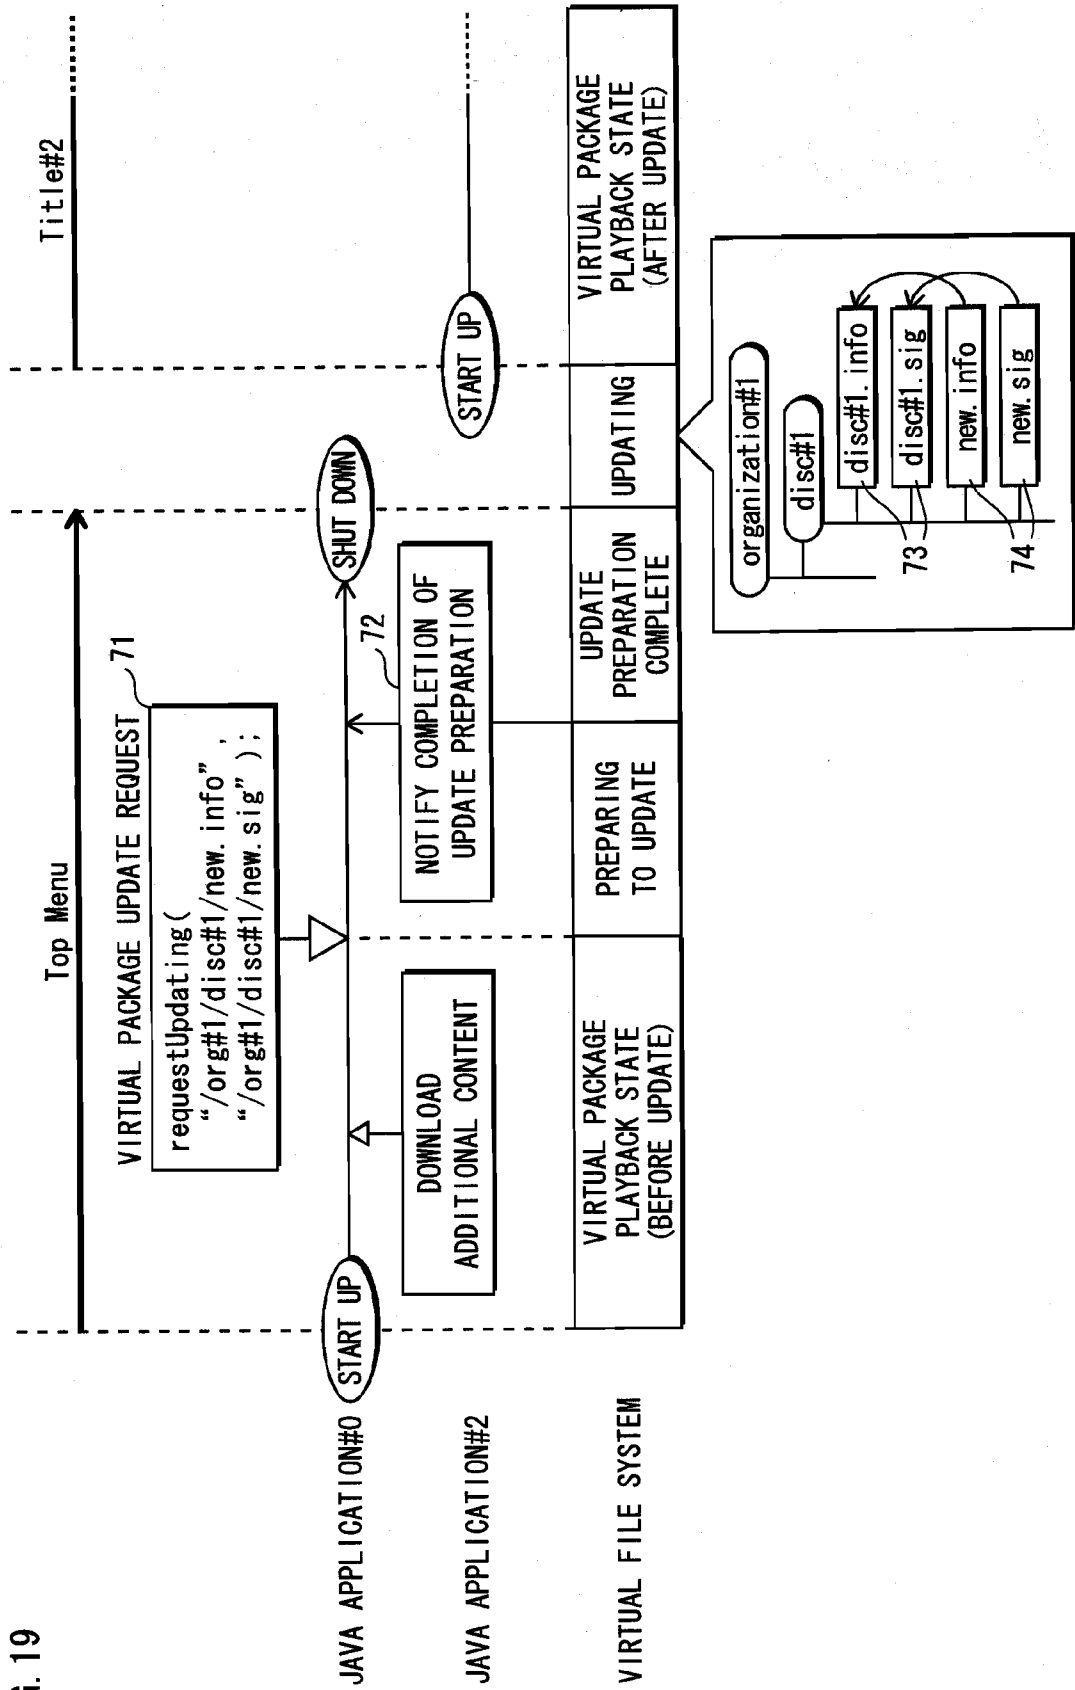 G. 19
Top Menu
Title#2
VIRTUAL PACKAGE UPDATE REQUEST
71
requestUpdating(
“/org#1/disc#1/new.info”,
“/org#1/disc#1/new.sig”);
JAVA APPLICATION#0
START UP
SHUT DOWN
DOWNLOAD
ADDITIONAL CONTENT
NOTIFY COMPLETION OF
UPDATE PREPARATION
72
JAVA APPLICATION#2
START UP
VIRTUAL FILE SYSTEM
VIRTUAL PACKAGE
PLAYBACK STATE
(BEFORE UPDATE)
PREPARING
TO UPDATE
UPDATE
PREPARATION
COMPLETE
UPDATING
VIRTUAL PACKAGE
PLAYBACK STATE
(AFTER UPDATE)
organization#1
disc#1
73
disc#1.info
disc#1.sig
74
new.info
new.sig